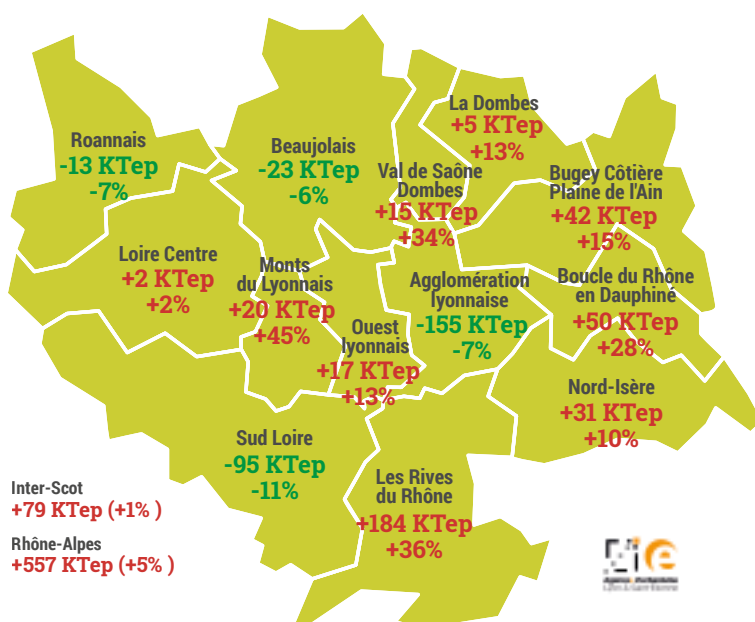 La Dombes
+5 KTep
+13%
Roannais
-13 KTep
-7%
Beaujolais
-23 KTep
-6%
Val de Saône
Dombes
+15 KTep
+34%
Bugey Côtière
Plaine de l'Ain
+42 KTep
+15%
Loire Centre
+2 KTep
+2%
Monts
du Lyonnais
+20 KTep
+45%
Agglomération
lyonnaise
-155 KTep
-7%
Boucle du Rhône
en Dauphiné
+50 KTep
+28%
Ouest
lyonnais
+17 KTep
+13%
Nord-Isère
+31 KTep
+10%
Sud Loire
-95 KTep
-11%
Les Rives
du Rhône
+184 KTep
+36%
Inter-Scot
+79 KTep (+1% )
Rhône-Alpes
+557 KTep (+5% )